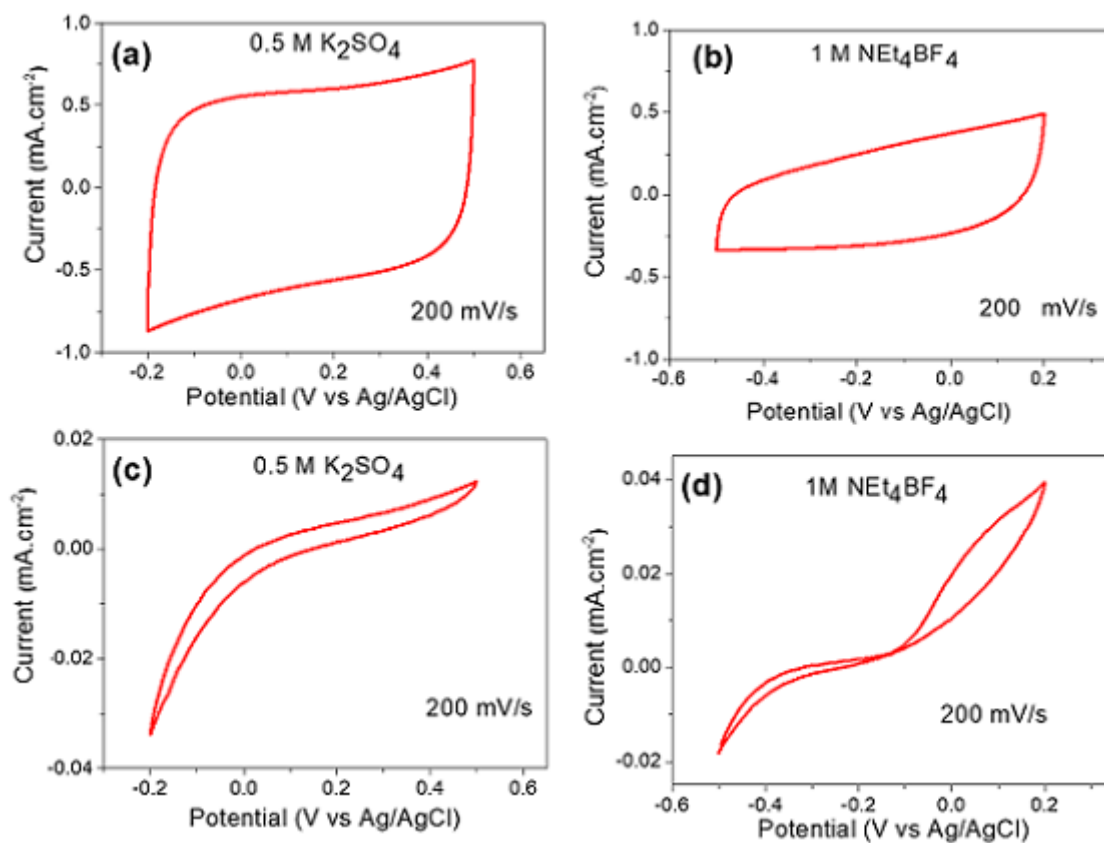 (a)
0.5 M K2SO4
1.0
0.5
0.0
-0.5
-1.0
Current (mA.cm-2)
200 mV/s
-0.2 0.0 0.2 0.4 0.6
Potential (V vs Ag/AgCl)
(b)
1 M NEt4BF4
1.0
0.5
0.0
-0.5
-1.0
Current (mA.cm-2)
200 mV/s
-0.6 -0.4 -0.2 0.0 0.2
Potential (V vs Ag/AgCl)
(c)
0.5 M K2SO4
0.02
0.00
-0.02
-0.04
Current (mA.cm-2)
200 mV/s
-0.2 0.0 0.2 0.4 0.6
Potential (V vs Ag/AgCl)
(d)
1M NEt4BF4
0.04
0.02
0.00
-0.02
Current (mA.cm-2)
200 mV/s
-0.6 -0.4 -0.2 0.0 0.2
Potential (V vs Ag/AgCl)